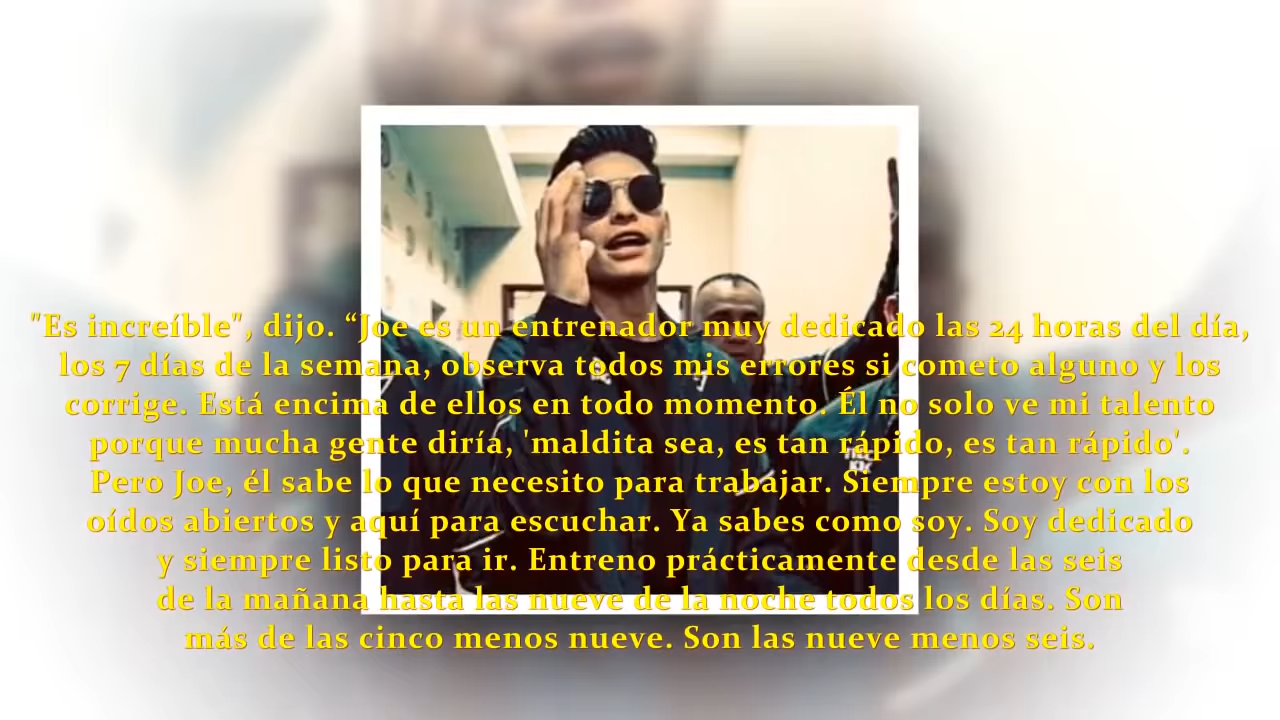 "Es increíble", dijo. “Joe es un entrenador muy dedicado las 24 horas del día,
los 7 días de la semana, observa todos mis errores si cometo alguno y los
corrige. Está encima de ellos en todo momento. Él no solo ve mi talento
porque mucha gente diría, 'maldita sea, es tan rápido, es tan rápido'.
Pero Joe, él sabe lo que necesito para trabajar. Siempre estoy con los
oídos abiertos y aquí para escuchar. Ya sabes como soy. Soy dedicado
y siempre listo para ir. Entreno prácticamente desde las seis
de la mañana hasta las nueve de la noche todos los días. Son
más de las cinco menos nueve. Son las nueve menos seis.